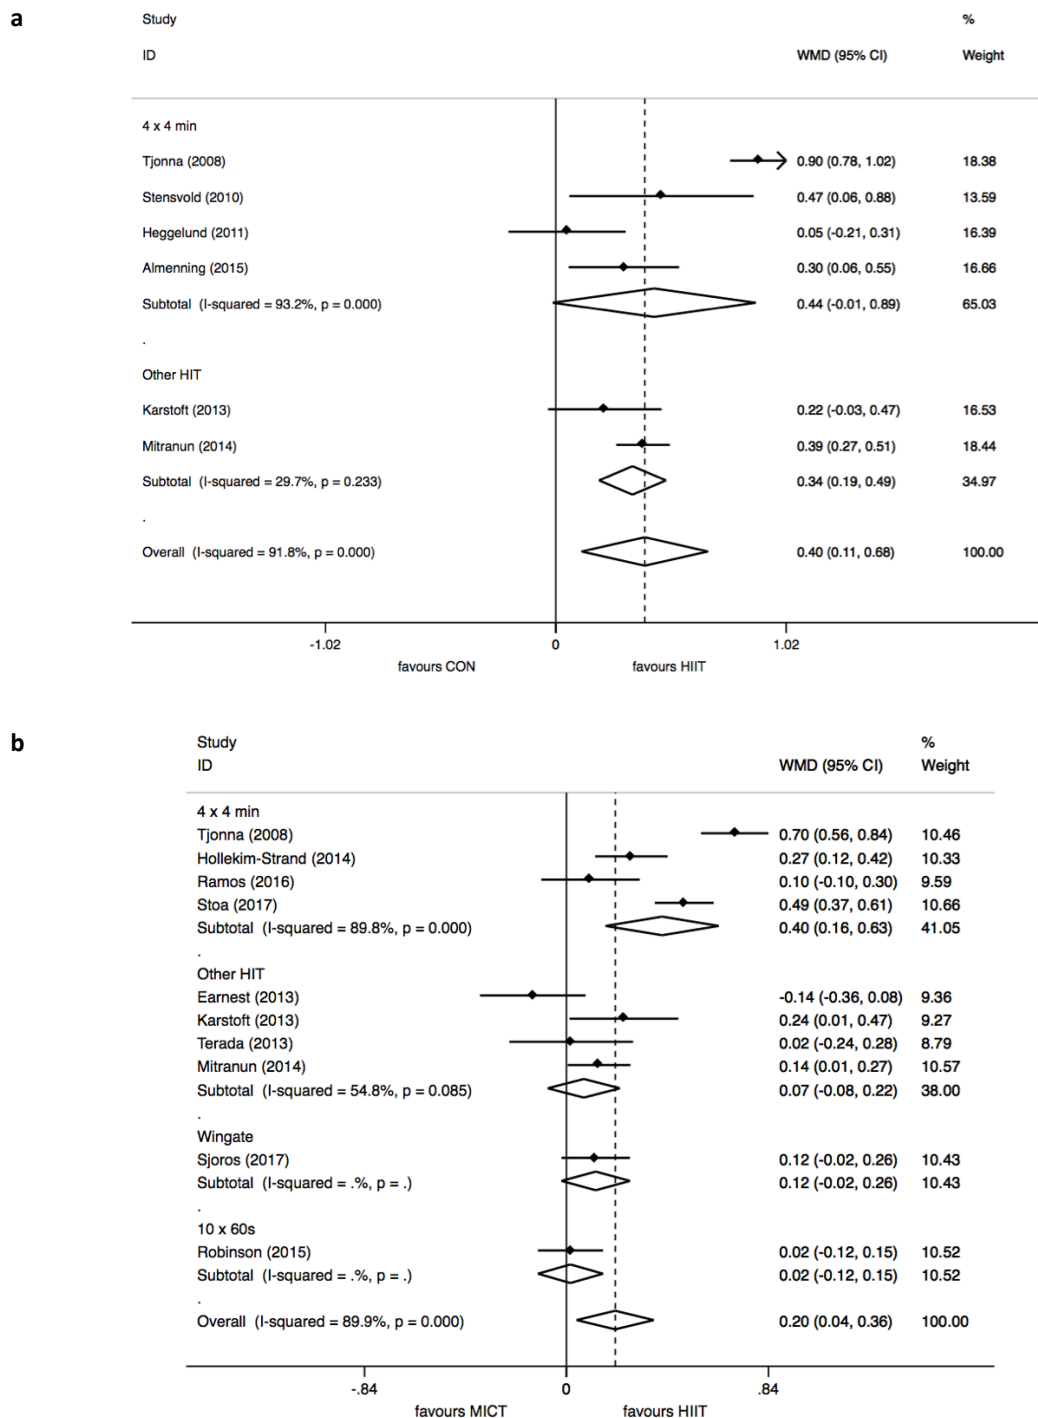 a
Study %
ID WMD (95% CI) Weight
4 x 4 min
Tjonna (2008) 0.90 (0.78, 1.02) 18.38
Stensvold (2010) 0.47 (0.06, 0.88) 13.59
Heggelund (2011) 0.05 (-0.21, 0.31) 16.39
Almenning (2015) 0.30 (0.06, 0.55) 16.66
Subtotal (I-squared = 93.2%, p = 0.000) 0.44 (-0.01, 0.89) 65.03
.
Other HIT
Karstoft (2013) 0.22 (-0.03, 0.47) 16.53
Mitranun (2014) 0.39 (0.27, 0.51) 18.44
Subtotal (I-squared = 29.7%, p = 0.233) 0.34 (0.19, 0.49) 34.97
.
Overall (I-squared = 91.8%, p = 0.000) 0.40 (0.11, 0.68) 100.00
-1.02 0 1.02
favours CON favours HIIT
b
Study %
ID WMD (95% CI) Weight
4 x 4 min
Tjonna (2008) 0.70 (0.56, 0.84) 10.46
Hollekim-Strand (2014) 0.27 (0.12, 0.42) 10.33
Ramos (2016) 0.10 (-0.10, 0.30) 9.59
Stoa (2017) 0.49 (0.37, 0.61) 10.66
Subtotal (I-squared = 89.8%, p = 0.000) 0.40 (0.16, 0.63) 41.05
.
Other HIT
Earnest (2013) -0.14 (-0.36, 0.08) 9.36
Karstoft (2013) 0.24 (0.01, 0.47) 9.27
Terada (2013) 0.02 (-0.24, 0.28) 8.79
Mitranun (2014) 0.14 (0.01, 0.27) 10.57
Subtotal (I-squared = 54.8%, p = 0.085) 0.07 (-0.08, 0.22) 38.00
.
Wingate
Sjoros (2017) 0.12 (-0.02, 0.26) 10.43
Subtotal (I-squared = .%, p = .) 0.12 (-0.02, 0.26) 10.43
.
10 x 60s
Robinson (2015) 0.02 (-0.12, 0.15) 10.52
Subtotal (I-squared = .%, p = .) 0.02 (-0.12, 0.15) 10.52
.
Overall (I-squared = 89.9%, p = 0.000) 0.20 (0.04, 0.36) 100.00
-.84 0 .84
favours MICT favours HIIT